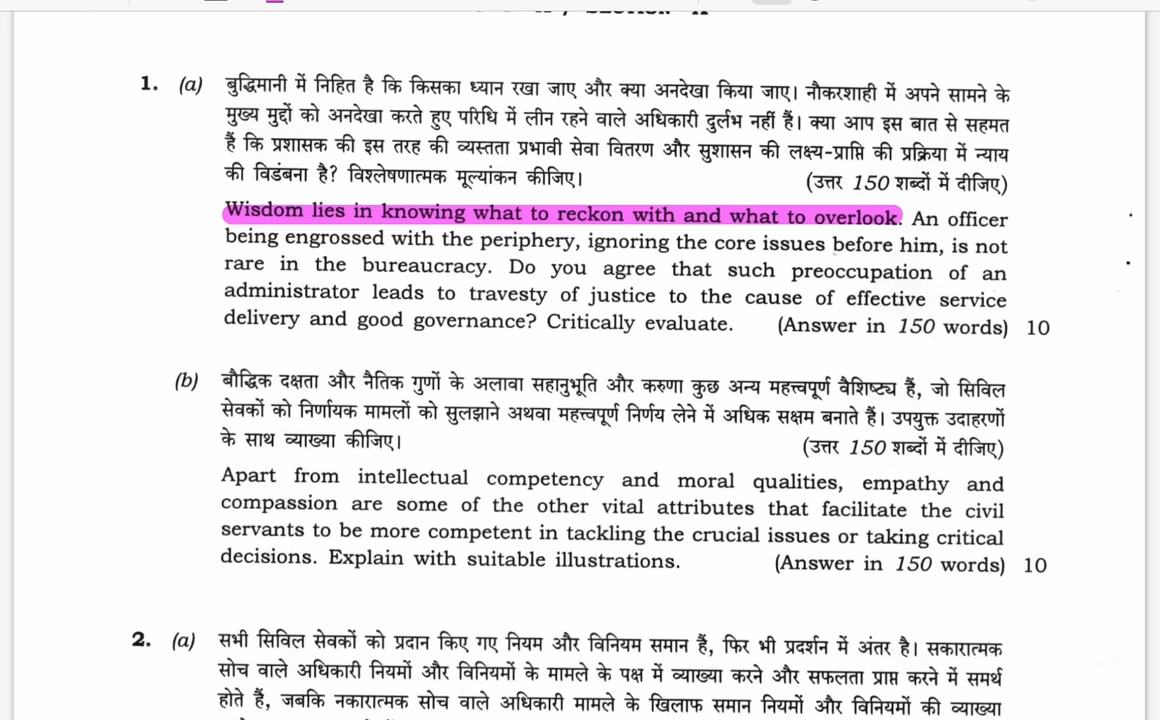 1. (a) बुद्धिमानी में निहित है कि किसका ध्यान रखा जाए और क्या अनदेखा किया जाए। नौकरशाही में अपने सामने के
मुख्य मुद्दों को अनदेखा करते हुए परिधि में लीन रहने वाले अधिकारी दुर्लभ नहीं हैं। क्या आप इस बात से सहमत
हैं कि प्रशासक की इस तरह की व्यस्तता प्रभावी सेवा वितरण और सुशासन की लक्ष्य-प्राप्ति की प्रक्रिया में न्याय
की विडंबना है? विश्लेषणात्मक मूल्यांकन कीजिए। (उत्तर 150 शब्दों में दीजिए)
Wisdom lies in knowing what to reckon with and what to overlook. An officer
being engrossed with the periphery, ignoring the core issues before him, is not
rare in the bureaucracy. Do you agree that such preoccupation of an
administrator leads to travesty of justice to the cause of effective service
delivery and good governance? Critically evaluate. (Answer in 150 words) 10
(b) बौद्धिक दक्षता और नैतिक गुणों के अलावा सहानुभूति और करुणा कुछ अन्य महत्त्वपूर्ण वैशिष्ट्य हैं, जो सिविल
सेवकों को निर्णायक मामलों को सुलझाने अथवा महत्त्वपूर्ण निर्णय लेने में अधिक सक्षम बनाते हैं। उपयुक्त उदाहरणों
के साथ व्याख्या कीजिए। (उत्तर 150 शब्दों में दीजिए)
Apart from intellectual competency and moral qualities, empathy and
compassion are some of the other vital attributes that facilitate the civil
servants to be more competent in tackling the crucial issues or taking critical
decisions. Explain with suitable illustrations. (Answer in 150 words) 10
2. (a) सभी सिविल सेवकों को प्रदान किए गए नियम और विनियम समान हैं, फिर भी प्रदर्शन में अंतर है। सकारात्मक
सोच वाले अधिकारी नियमों और विनियमों के मामले के पक्ष में व्याख्या करने और सफलता प्राप्त करने में समर्थ
होते हैं, जबकि नकारात्मक सोच वाले अधिकारी मामले के खिलाफ समान नियमों और विनियमों की व्याख्या